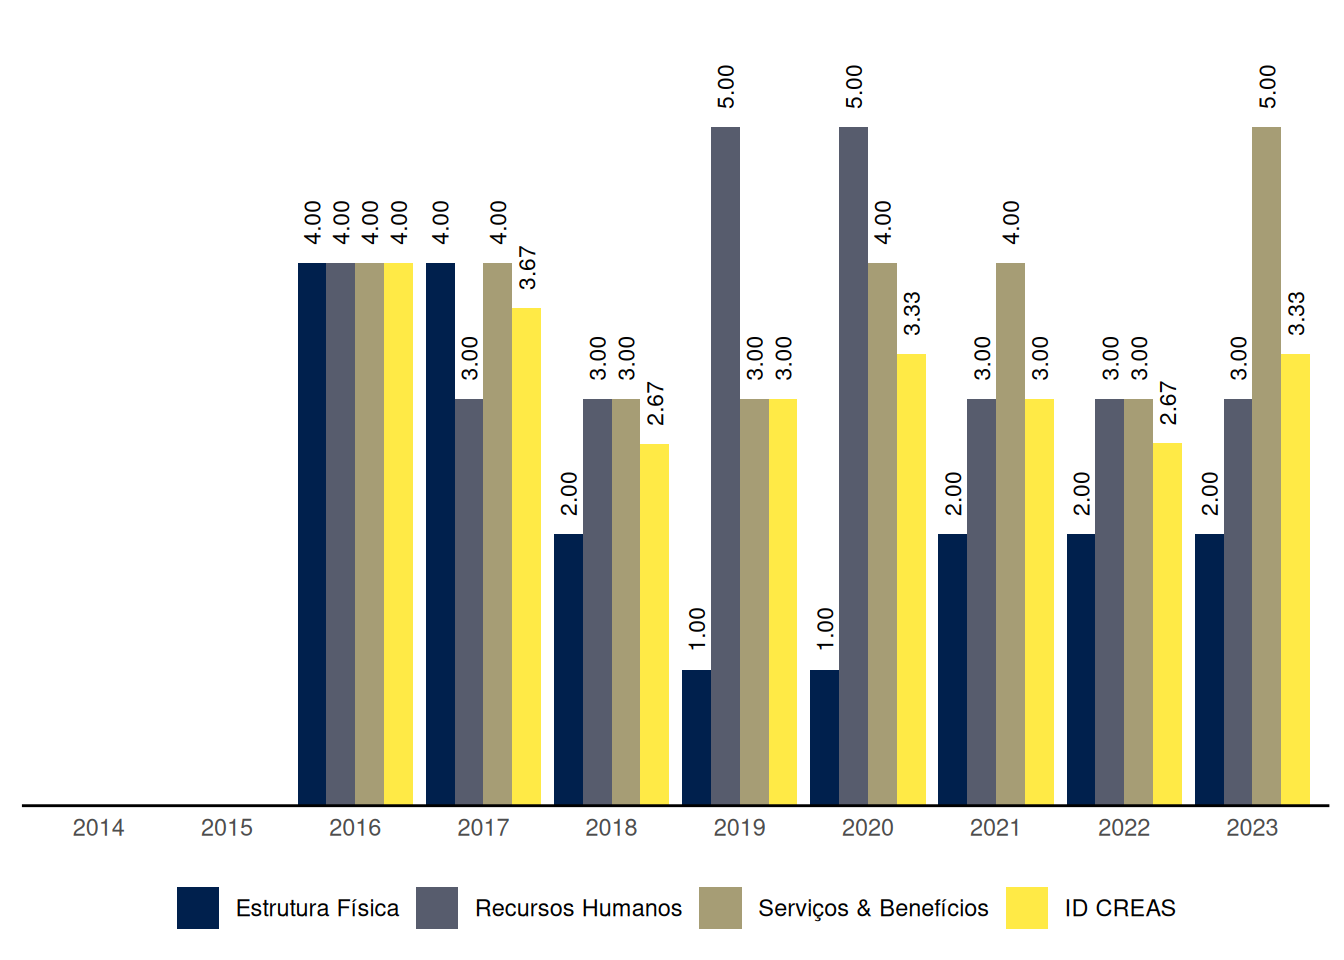 5.00 5.00 5.00
4.00 4.00 4.00 4.00 4.00 4.00 4.00 4.00
3.67 3.33 3.33
3.00 3.00 3.00 3.00 3.00 3.00 3.00 3.00 3.00 3.00
2.67 2.67
2.00 2.00 2.00 2.00
1.00 1.00
2014 2015 2016 2017 2018 2019 2020 2021 2022 2023
Estrutura Física Recursos Humanos Serviços & Benefícios ID CREAS